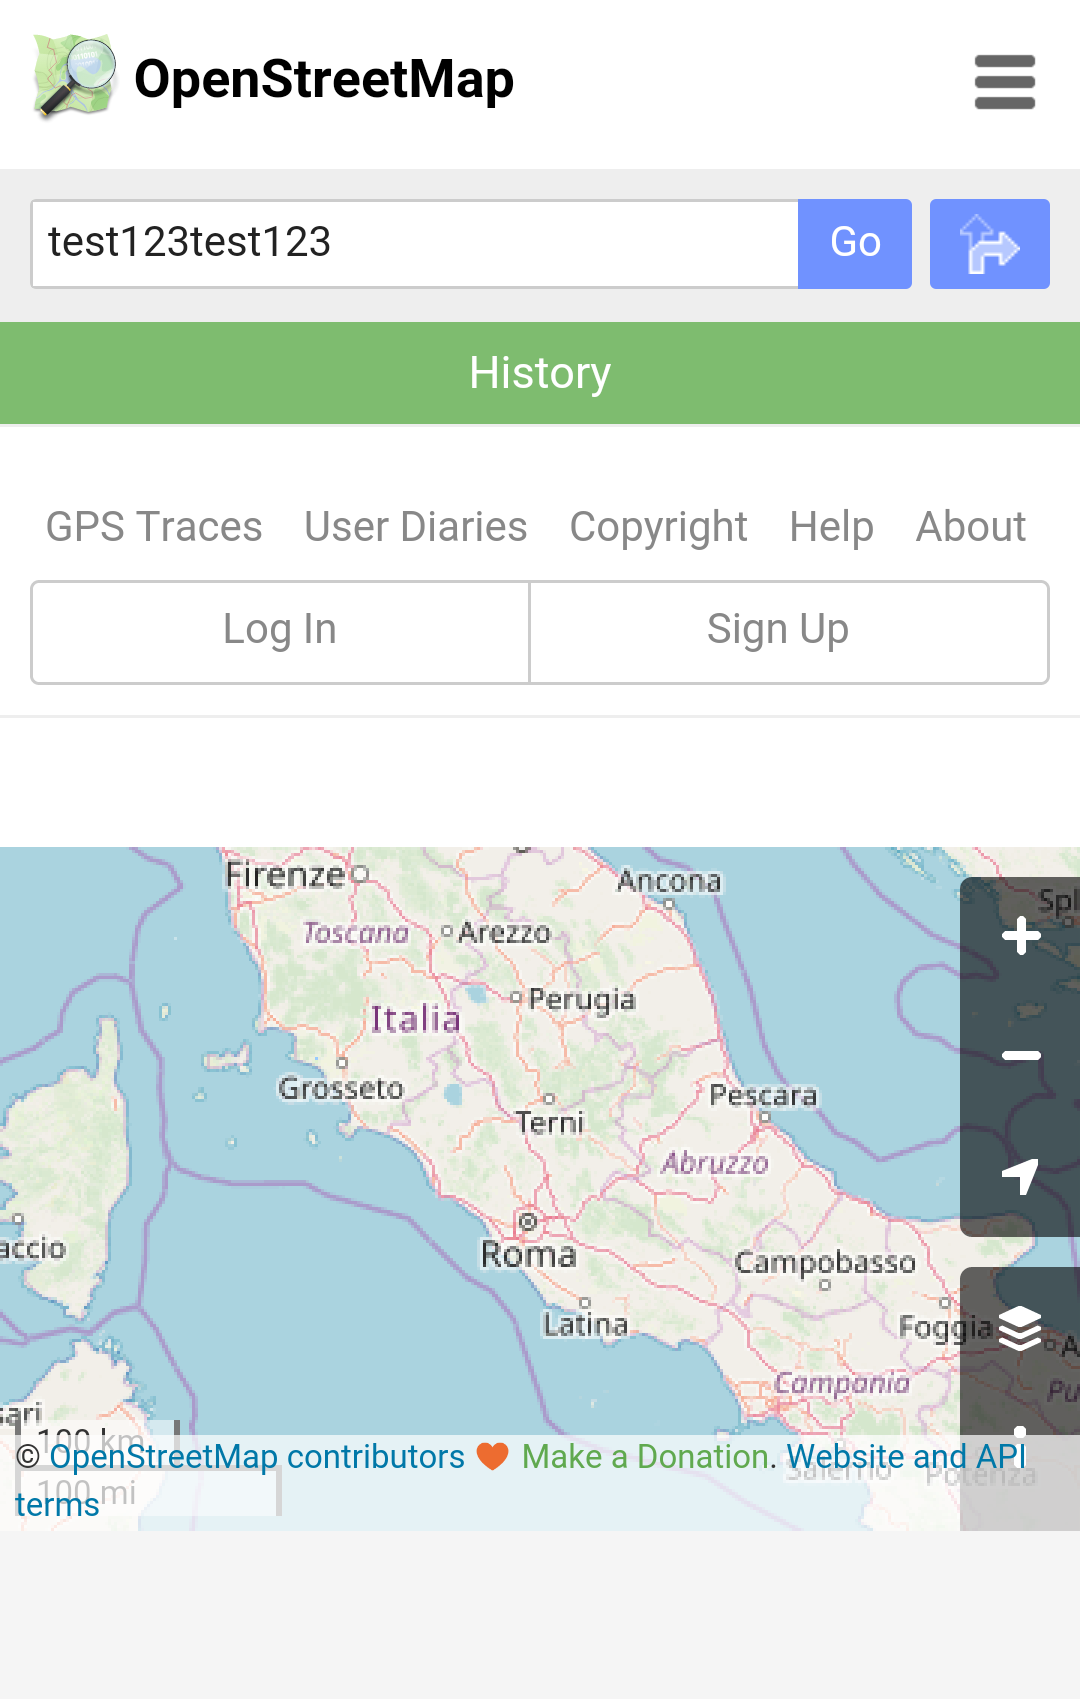 OpenStreetMap
test123test123
Go
History
GPS Traces User Diaries Copyright Help About
Log In Sign Up
Firenze
Ancona
Toscana
Arezzo
Perugia
Italia
Grosseto
Pescara
Terni
Abruzzo
accio
Roma
Campobasso
Latina
Foggia
Campania
sari
100 km
© OpenStreetMap contributors Make a Donation. Website and API
Salerno Potenza
100 mi
terms